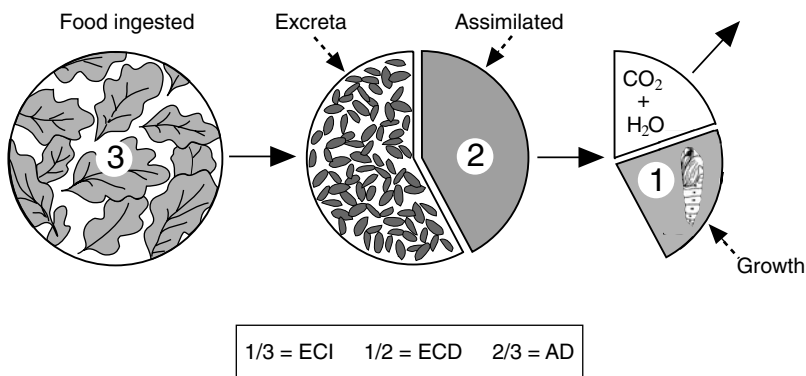 Food ingested
Excreta
Assimilated
3
2
CO₂
+
H₂O
1
Growth
1/3 = ECI 1/2 = ECD 2/3 = AD